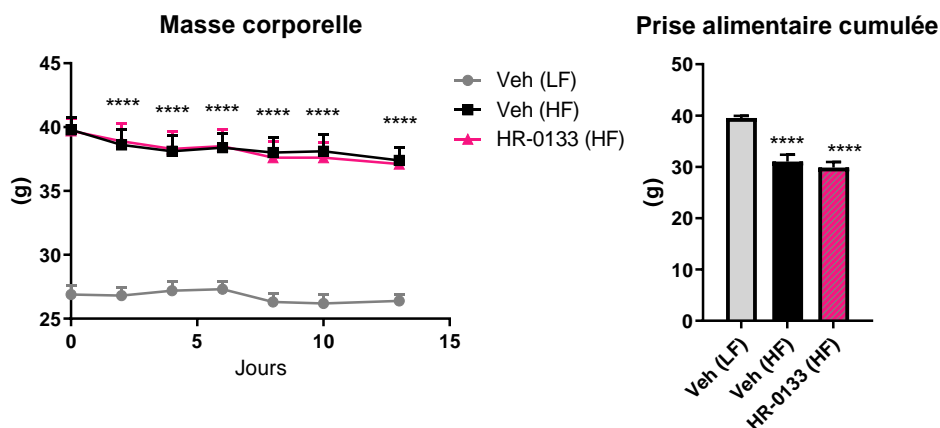 Masse corporelle
45
40
35
30
25
(g)
**** **** **** **** **** ****
0 5 10 15
Jours
Veh (LF)
Veh (HF)
HR-0133 (HF)
Prise alimentaire cumulée
50
40
30
20
10
0
(g)
**** ****
Veh (LF)
Veh (HF)
HR-0133 (HF)